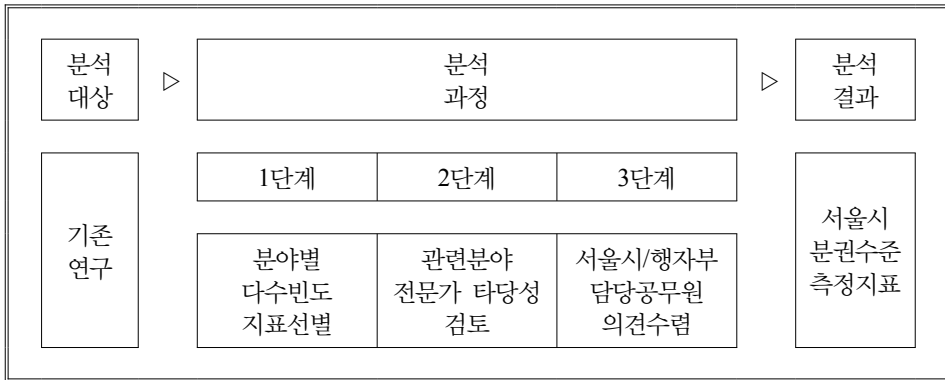 분석
대상
▷
분석
과정
▷
분석
결과
기존
연구
1단계
2단계
3단계
분야별
다수빈도
지표선별
관련분야
전문가 타당성
검토
서울시/행자부
담당공무원
의견수렴
서울시
분권수준
측정지표